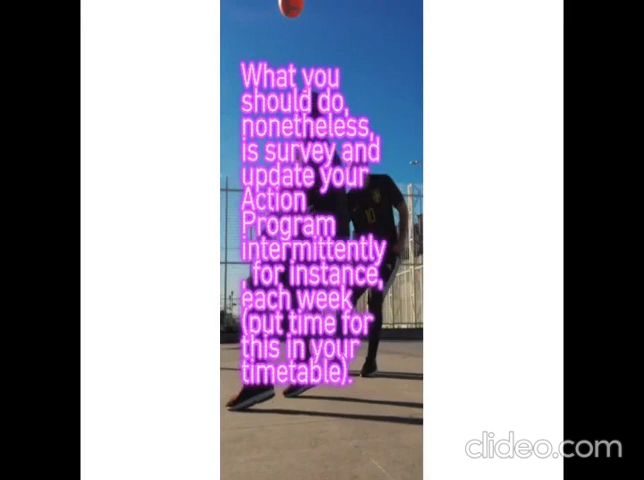 What you
should do,
nonetheless,
is survey and
update your
Action
Program
intermittently
, for instance,
each week
(put time for
this in your
timetable).
10
clideo.com